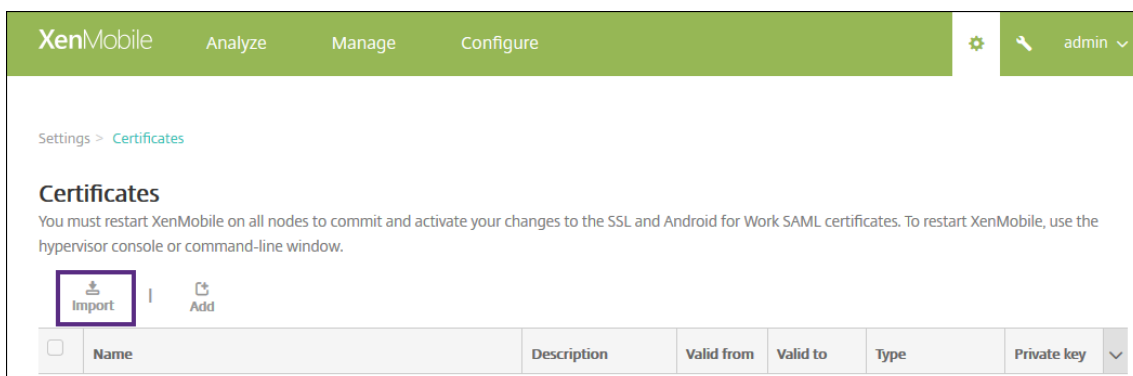 XenMobile Analyze Manage Configure admin
Settings > Certificates
Certificates
You must restart XenMobile on all nodes to commit and activate your changes to the SSL and Android for Work SAML certificates. To restart XenMobile, use the
hypervisor console or command-line window.
Import | Add
Name Description Valid from Valid to Type Private key